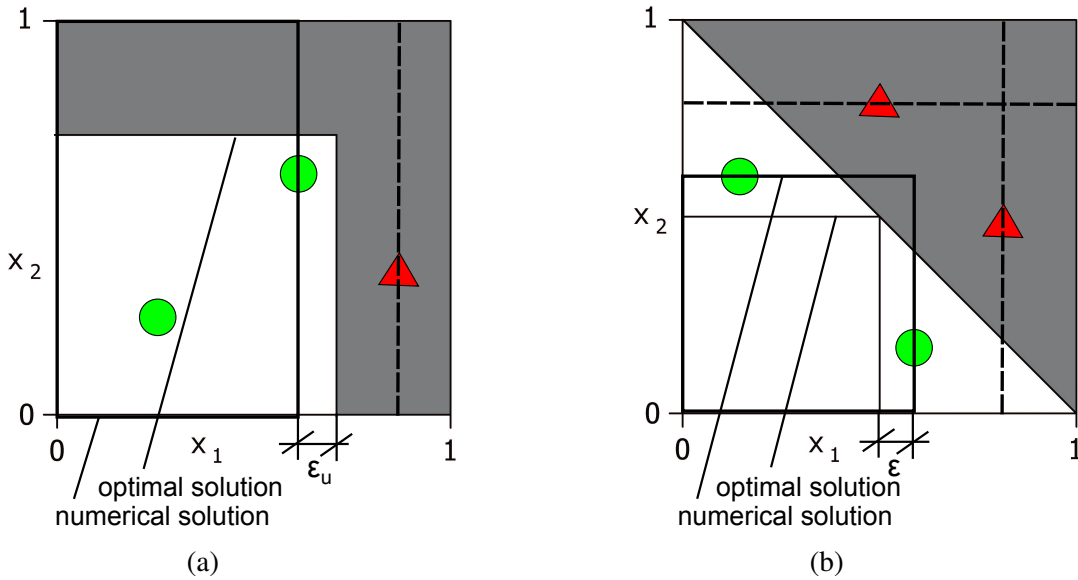 1
x 2
0
0
x 1
1
εu
optimal solution
numerical solution
(a)
1
x 2
0
0
x 1
1
ε
optimal solution
numerical solution
(b)